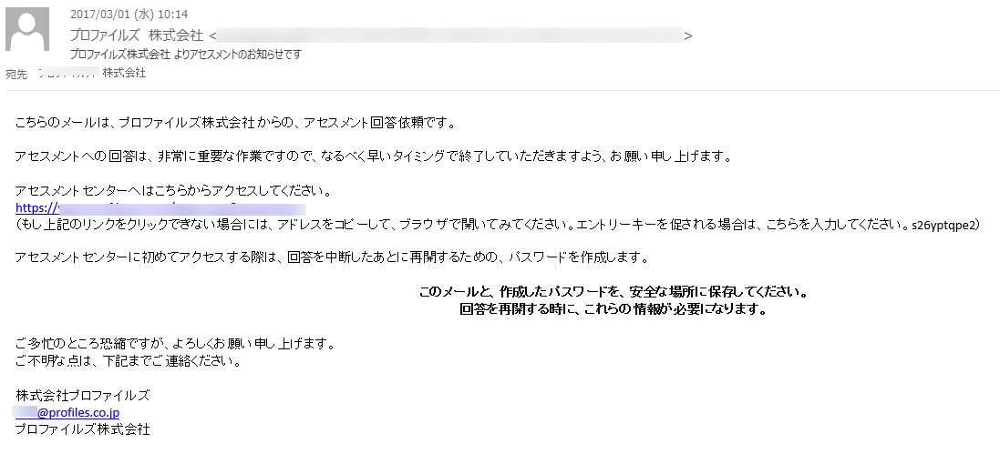 2017/03/01 (水) 10:14
プロファイルズ　株式会社 < >
プロファイルズ株式会社 よりアセスメントのお知らせです
宛先 株式会社
こちらのメールは、プロファイルズ株式会社からの、アセスメント回答依頼です。
アセスメントへの回答は、非常に重要な作業ですので、なるべく早いタイミングで終了していただきますよう、お願い申し上げます。
アセスメントセンターへはこちらからアクセスしてください。
https://
（もし上記のリンクをクリックできない場合には、アドレスをコピーして、ブラウザで開いてみてください。エントリーキーを促される場合は、こちらを入力してください。s26yptqpe2）
アセスメントセンターに初めてアクセスする際は、回答を中断したあとに再開するための、パスワードを作成します。
このメールと、作成したパスワードを、安全な場所に保存してください。
回答を再開する時に、これらの情報が必要になります。
ご多忙のところ恐縮ですが、よろしくお願い申し上げます。
ご不明な点は、下記までご連絡ください。
株式会社プロファイルズ
@profiles.co.jp
プロファイルズ株式会社